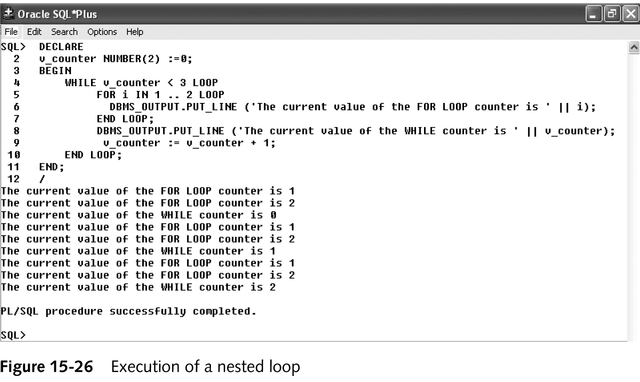 Oracle SQL*Plus
File Edit Search Options Help
SQL> DECLARE
2 v_counter NUMBER(2) :=0;
3 BEGIN
4 WHILE v_counter < 3 LOOP
5 FOR i IN 1 .. 2 LOOP
6 DBMS_OUTPUT.PUT_LINE ('The current value of the FOR LOOP counter is ' || i);
7 END LOOP;
8 DBMS_OUTPUT.PUT_LINE ('The current value of the WHILE counter is ' || v_counter);
9 v_counter := v_counter + 1;
10 END LOOP;
11 END;
12 /
The current value of the FOR LOOP counter is 1
The current value of the FOR LOOP counter is 2
The current value of the WHILE counter is 0
The current value of the FOR LOOP counter is 1
The current value of the FOR LOOP counter is 2
The current value of the WHILE counter is 1
The current value of the FOR LOOP counter is 1
The current value of the FOR LOOP counter is 2
The current value of the WHILE counter is 2
PL/SQL procedure successfully completed.
SQL>
Figure 15-26 Execution of a nested loop